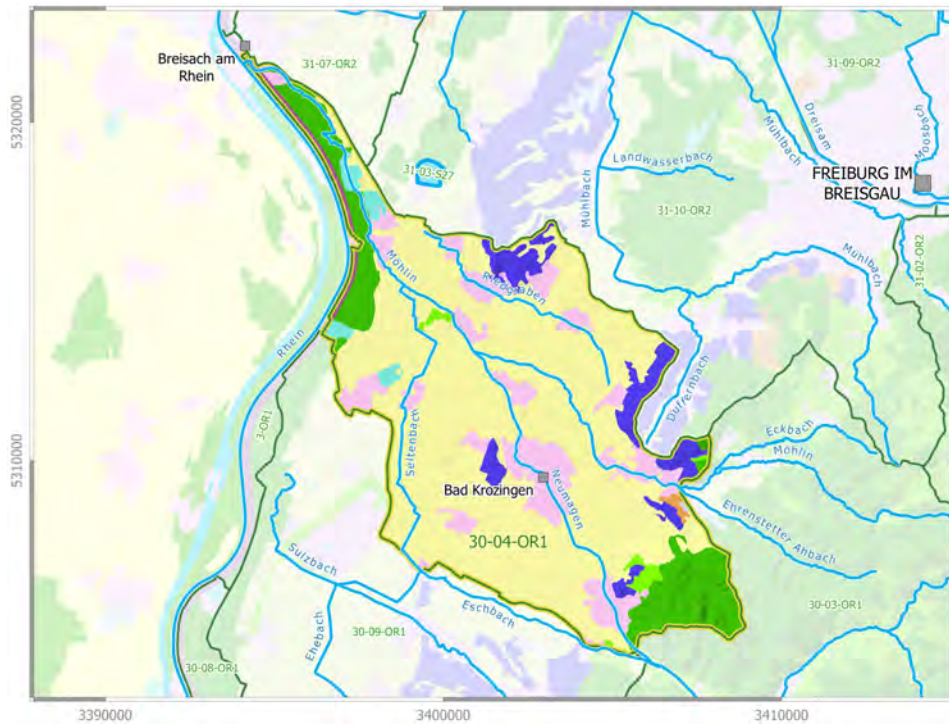 Breisach am
Rhein
31-07-OR2
31-09-OR2
Moosbach
Dreisam
Mühlbach
5320000
Landwasserbach
31-03-S27
FREIBURG IM
BREISGAU
Mühlbach
31-10-OR2
31-02-OR2
Mühlbach
Möhlin
Riedgraben
Rhein
Duffernbach
3-OR1
Eckbach
Seltenbach
Möhlin
5310000
Bad Krozingen
Neumagen
Ehrenstetter Ahbach
30-04-OR1
Sulzbach
Eschbach
Ehebach
30-09-OR1
30-03-OR1
30-08-OR1
3390000
3400000
3410000